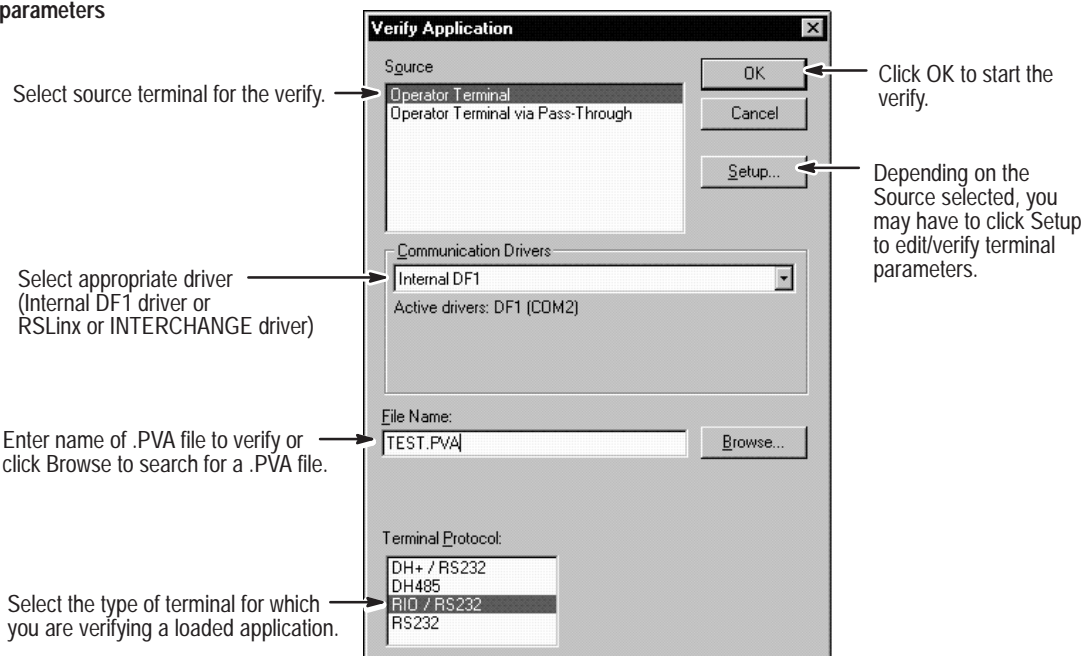 parameters
Verify Application
Source
Operator Terminal
Operator Terminal via Pass-Through
OK
Cancel
Setup...
Select source terminal for the verify.
Click OK to start the
verify.
Depending on the
Source selected, you
may have to click Setup
to edit/verify terminal
parameters.
Communication Drivers
Internal DF1
Active drivers: DF1 (COM2)
Select appropriate driver
(Internal DF1 driver or
RSLinx or INTERCHANGE driver)
File Name:
TEST.PVA
Browse...
Enter name of .PVA file to verify or
click Browse to search for a .PVA file.
Terminal Protocol:
DH+ / RS232
DH485
RIO / RS232
RS232
Select the type of terminal for which
you are verifying a loaded application.